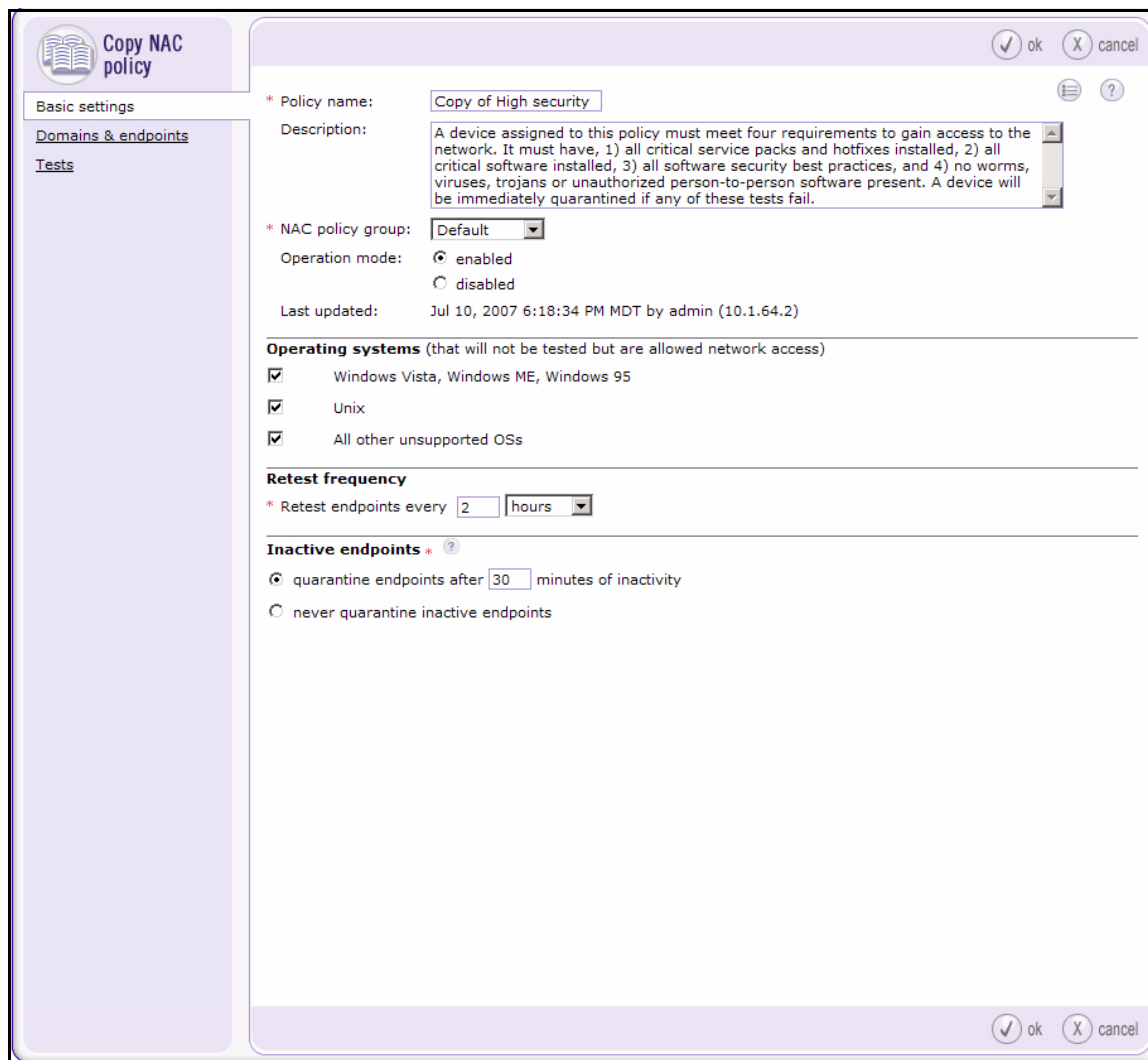 Copy NAC
policy
ok cancel
Basic settings
Domains & endpoints
Tests
?
* Policy name: Copy of High security
Description: A device assigned to this policy must meet four requirements to gain access to the
network. It must have, 1) all critical service packs and hotfixes installed, 2) all
critical software installed, 3) all software security best practices, and 4) no worms,
viruses, trojans or unauthorized person-to-person software present. A device will
be immediately quarantined if any of these tests fail.
* NAC policy group: Default
Operation mode: enabled
disabled
Last updated: Jul 10, 2007 6:18:34 PM MDT by admin (10.1.64.2)
Operating systems (that will not be tested but are allowed network access)
Windows Vista, Windows ME, Windows 95
Unix
All other unsupported OSs
Retest frequency
* Retest endpoints every 2 hours
Inactive endpoints * ?
quarantine endpoints after 30 minutes of inactivity
never quarantine inactive endpoints
ok cancel